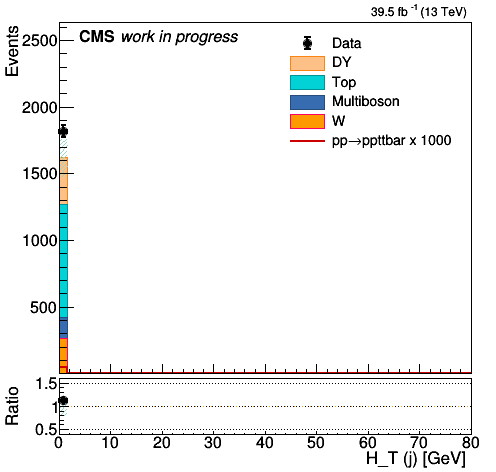 39.5 fb -1 (13 TeV)
CMS work in progress
Events
2500
2000
1500
1000
500
Data
DY
Top
Multiboson
W
pp→ppttbar x 1000
Ratio
1.5
1
0.5
0 10 20 30 40 50 60 70 80
H_T (j) [GeV]